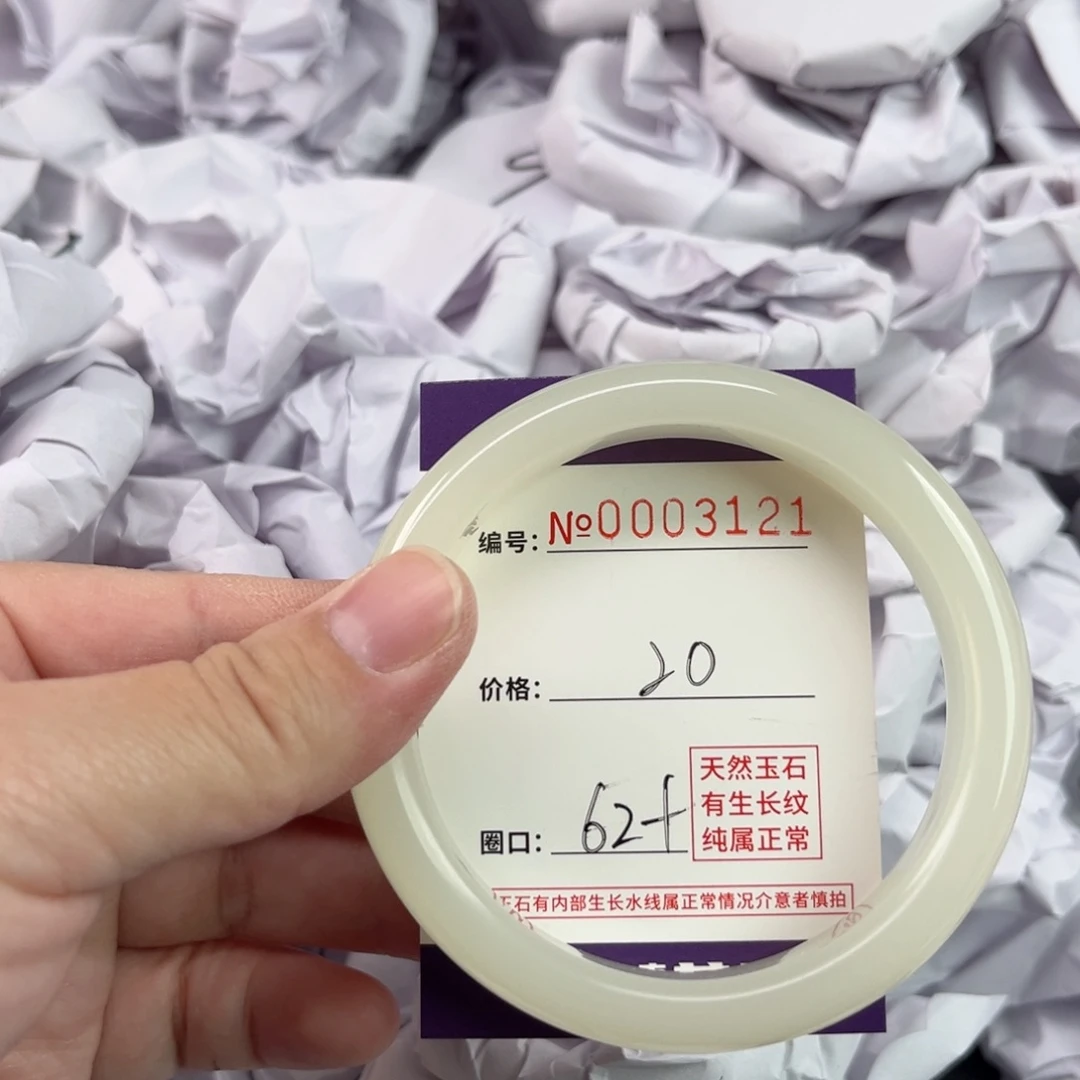 编号: №0003121
价格: 20
圈口: 62+
天然玉石
有生长纹
纯属正常
玉石有内部生长水线属正常情况介意者慎拍